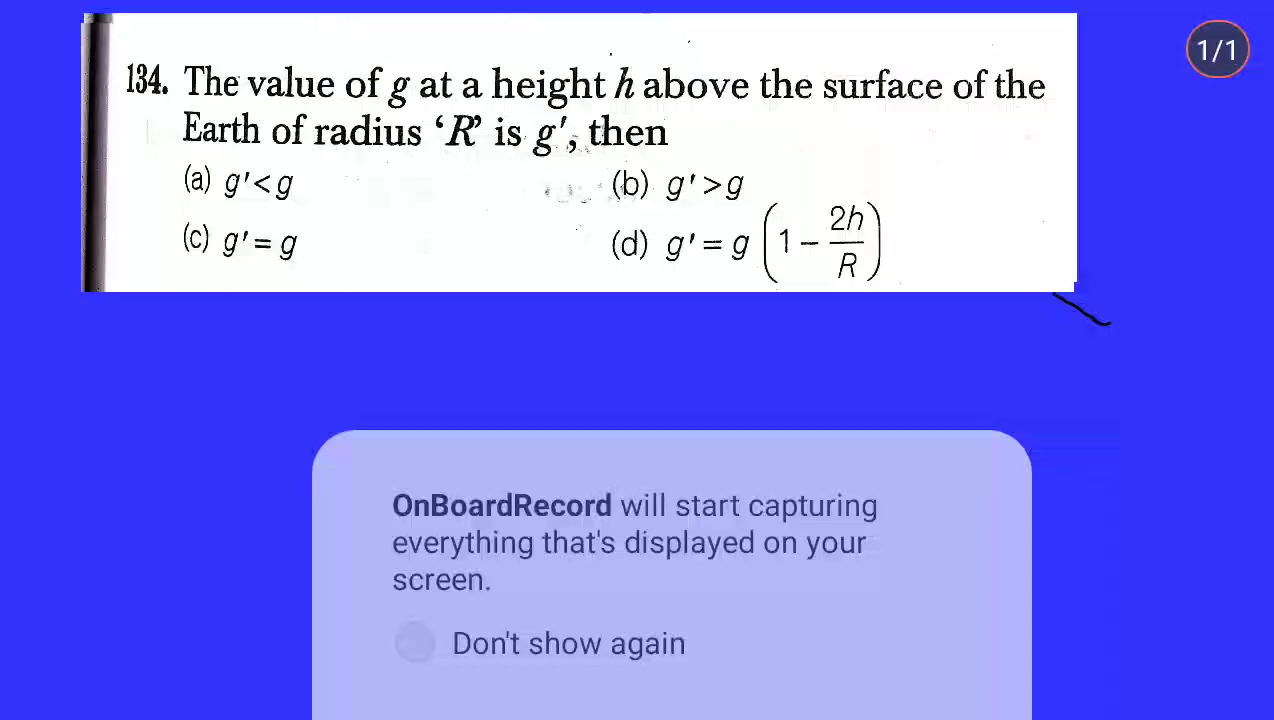 1/1
134. The value of g at a height h above the surface of the
Earth of radius ‘R’ is g′, then
(a) g′<g (b) g′>g
(c) g′=g (d) g′=g(1−2h/R)
OnBoardRecord will start capturing
everything that's displayed on your
screen.
Don't show again